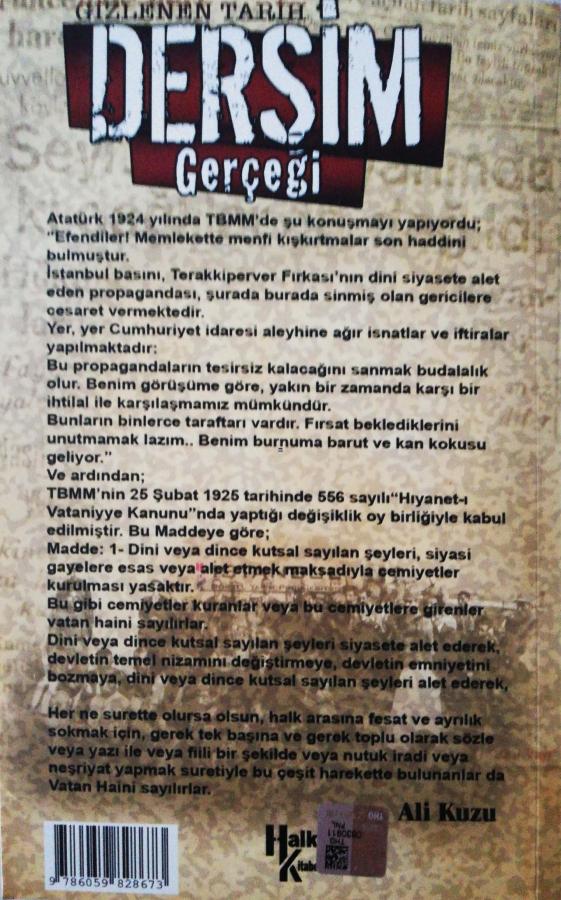 GİZLENEN TARİH
DERSİM
Gerçeği
Atatürk 1924 yılında TBMM'de şu konuşmayı yapıyordu;
"Efendiler! Memlekette menfi kışkırtmalar son haddini
bulmuştur.
İstanbul basını, Terakkiperver Fırkası'nın dini siyasete alet
eden propagandası, şurada burada sinmiş olan gericilere
cesaret vermektedir.
Yer, yer Cumhuriyet idaresi aleyhine ağır isnatlar ve iftiralar
yapılmaktadır:
Bu propagandaların tesirsiz kalacağını sanmak budalalık
olur. Benim görüşüme göre, yakın bir zamanda karşı bir
ihtilal ile karşılaşmamız mümkündür.
Bunların binlerce taraftarı vardır. Fırsat beklediklerini
unutmamak lazım.. Benim burnuma barut ve kan kokusu
geliyor."
Ve ardından;
TBMM'nin 25 Şubat 1925 tarihinde 556 sayılı"Hıyanet-ı
Vataniyye Kanunu"nda yaptığı değişiklik oy birliğiyle kabul
edilmiştir. Bu Maddeye göre;
Madde: 1- Dini veya dince kutsal sayılan şeyleri, siyasi
gayelere esas veya alet etmek maksadıyla cemiyetler
kurulması yasaktır.
Bu gibi cemiyetler kuranlar veya bu cemiyetlere girenler
vatan haini sayılırlar.
Dini veya dince kutsal sayılan şeyleri siyasete alet ederek,
devletin temel nizamını değiştirmeye, devletin emniyetini
bozmaya, dini veya dince kutsal sayılan şeyleri alet ederek,
Her ne surette olursa olsun, halk arasına fesat ve ayrılık
sokmak için, gerek tek başına ve gerek toplu olarak sözle
veya yazı ile veya fiili bir şekilde veya nutuk iradi veya
neşriyat yapmak suretiyle bu çeşit harekette bulunanlar da
Vatan Haini sayılırlar.
Ali Kuzu
Halk
Kitabe
9 786059 828673